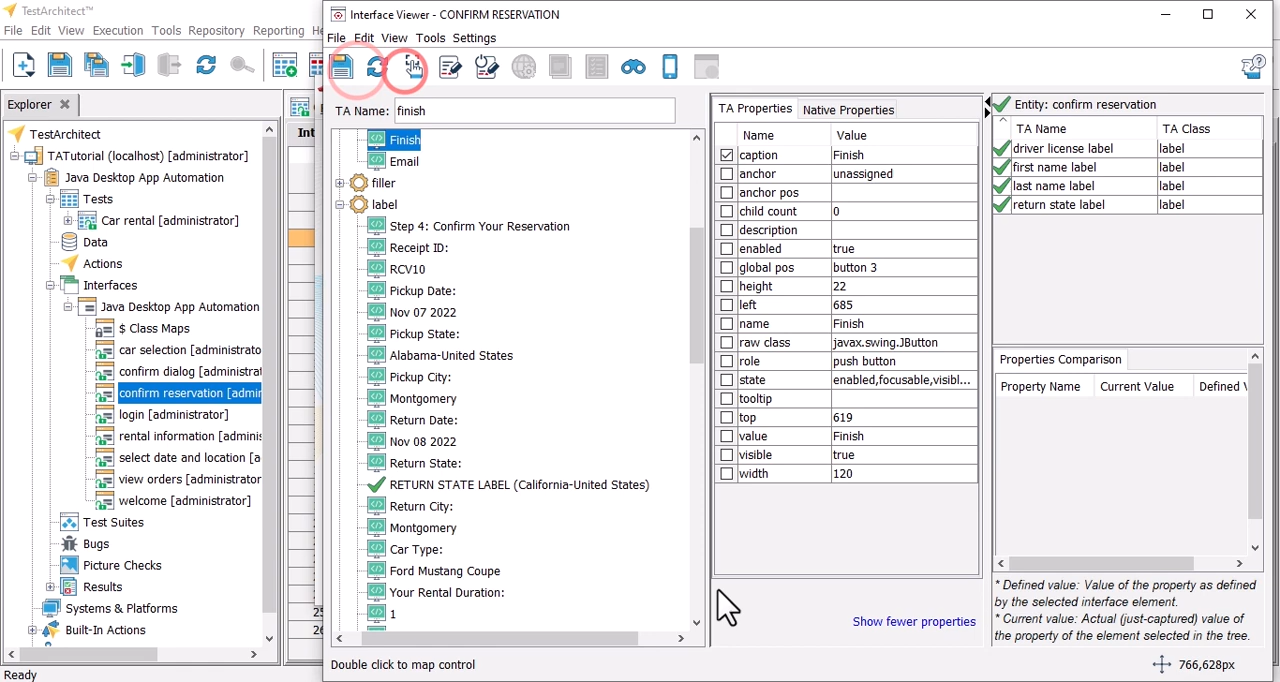 TestArchitect™
File Edit View Execution Tools Repository Reporting He
Explorer
TestArchitect
TATutorial (localhost) [administrator]
Java Desktop App Automation
Tests
Car rental [administrator]
Data
Actions
Interfaces
Java Desktop App Automation
$ Class Maps
car selection [administrato
confirm dialog [administrat
confirm reservation [admin
login [administrator]
rental information [adminis
select date and location [a
view orders [administrator
welcome [administrator]
Test Suites
Bugs
Picture Checks
Results
Systems & Platforms
Built-In Actions
Ready
Int
25
26
Interface Viewer - CONFIRM RESERVATION
File Edit View Tools Settings
TA Name: finish
Finish
Email
filler
label
Step 4: Confirm Your Reservation
Receipt ID:
RCV10
Pickup Date:
Nov 07 2022
Pickup State:
Alabama-United States
Pickup City:
Montgomery
Return Date:
Nov 08 2022
Return State:
RETURN STATE LABEL (California-United States)
Return City:
Montgomery
Car Type:
Ford Mustang Coupe
Your Rental Duration:
1
Double click to map control
TA Properties Native Properties
Name Value
caption Finish
anchor unassigned
anchor pos
child count 0
description
enabled true
global pos button 3
height 22
left 685
name Finish
raw class javax.swing.JButton
role push button
state enabled,focusable,visibl...
tooltip
top 619
value Finish
visible true
width 120
Show fewer properties
Entity: confirm reservation
TA Name TA Class
driver license label label
first name label label
last name label label
return state label label
Properties Comparison
Property Name Current Value Defined V
* Defined value: Value of the property as defined
by the selected interface element.
* Current value: Actual (just-captured) value of
the property of the element selected in the tree.
766,628px